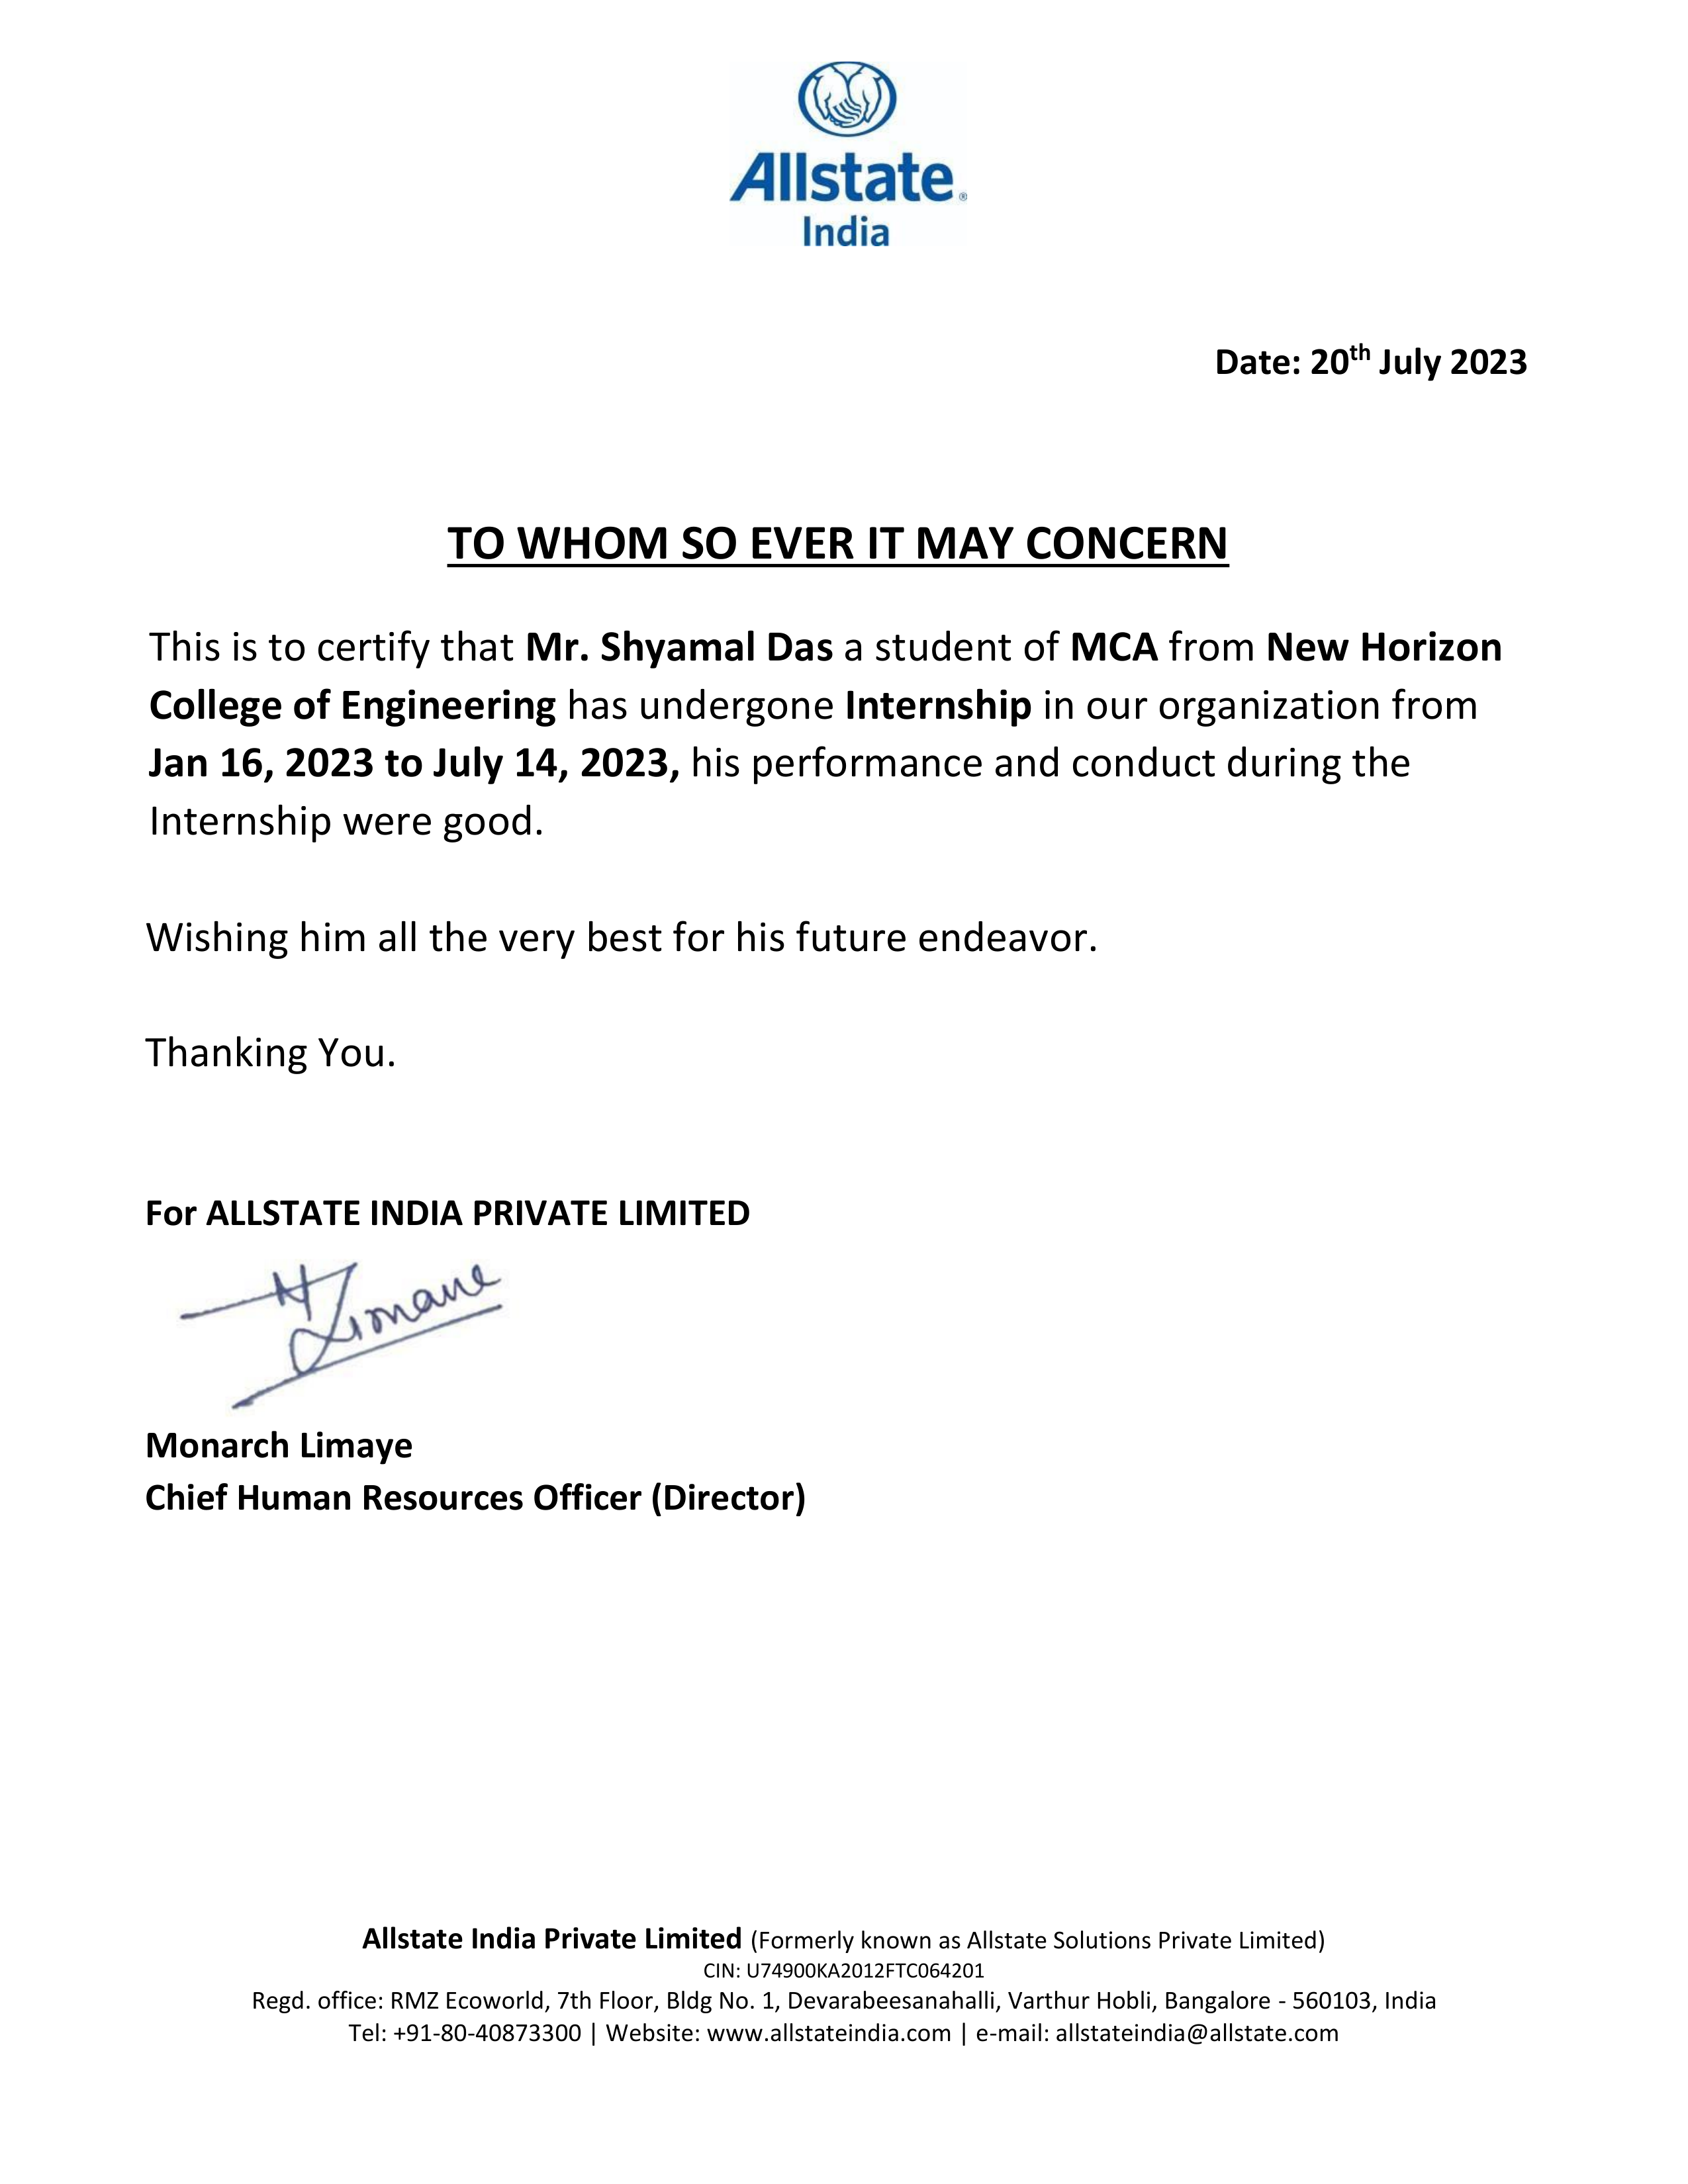 Allstate®
India
Date: 20th July 2023
TO WHOM SO EVER IT MAY CONCERN
This is to certify that Mr. Shyamal Das a student of MCA from New Horizon
College of Engineering has undergone Internship in our organization from
Jan 16, 2023 to July 14, 2023, his performance and conduct during the
Internship were good.
Wishing him all the very best for his future endeavor.
Thanking You.
For ALLSTATE INDIA PRIVATE LIMITED
Monarch Limaye
Chief Human Resources Officer (Director)
Allstate India Private Limited (Formerly known as Allstate Solutions Private Limited)
CIN: U74900KA2012FTC064201
Regd. office: RMZ Ecoworld, 7th Floor, Bldg No. 1, Devarabeesanahalli, Varthur Hobli, Bangalore - 560103, India
Tel: +91-80-40873300 | Website: www.allstateindia.com | e-mail: allstateindia@allstate.com